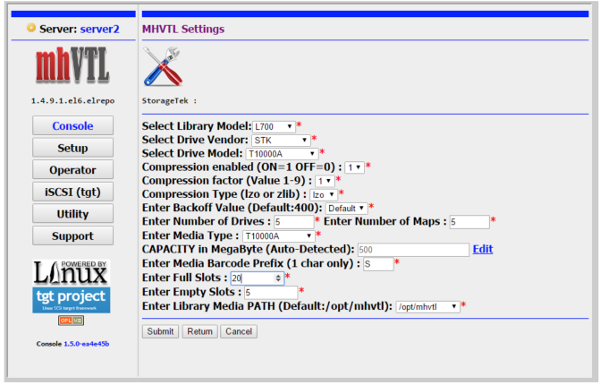 Server: server2
mhVTL
1.4.9.1.el6.elrepo
Console
Setup
Operator
iSCSI (tgt)
Utility
Support
POWERED BY
Linux
tgt project
Linux SCSI target framework
Console 1.5.0-ea4e45b
MHVTL Settings
StorageTek :
Select Library Model: L700 *
Select Drive Vendor: STK *
Select Drive Model: T10000A *
Compression enabled (ON=1 OFF=0) : 1 *
Compression factor (Value 1-9) : 1 *
Compression Type (lzo or zlib) : lzo *
Enter Backoff Value (Default:400): Default *
Enter Number of Drives : 5 * Enter Number of Maps : 5 *
Enter Media Type : T10000A *
CAPACITY in MegaByte (Auto-Detected): 500 Edit
Enter Media Barcode Prefix (1 char only) : S *
Enter Full Slots : 20 *
Enter Empty Slots : 5 *
Enter Library Media PATH (Default:/opt/mhvtl): /opt/mhvtl *
Submit Return Cancel